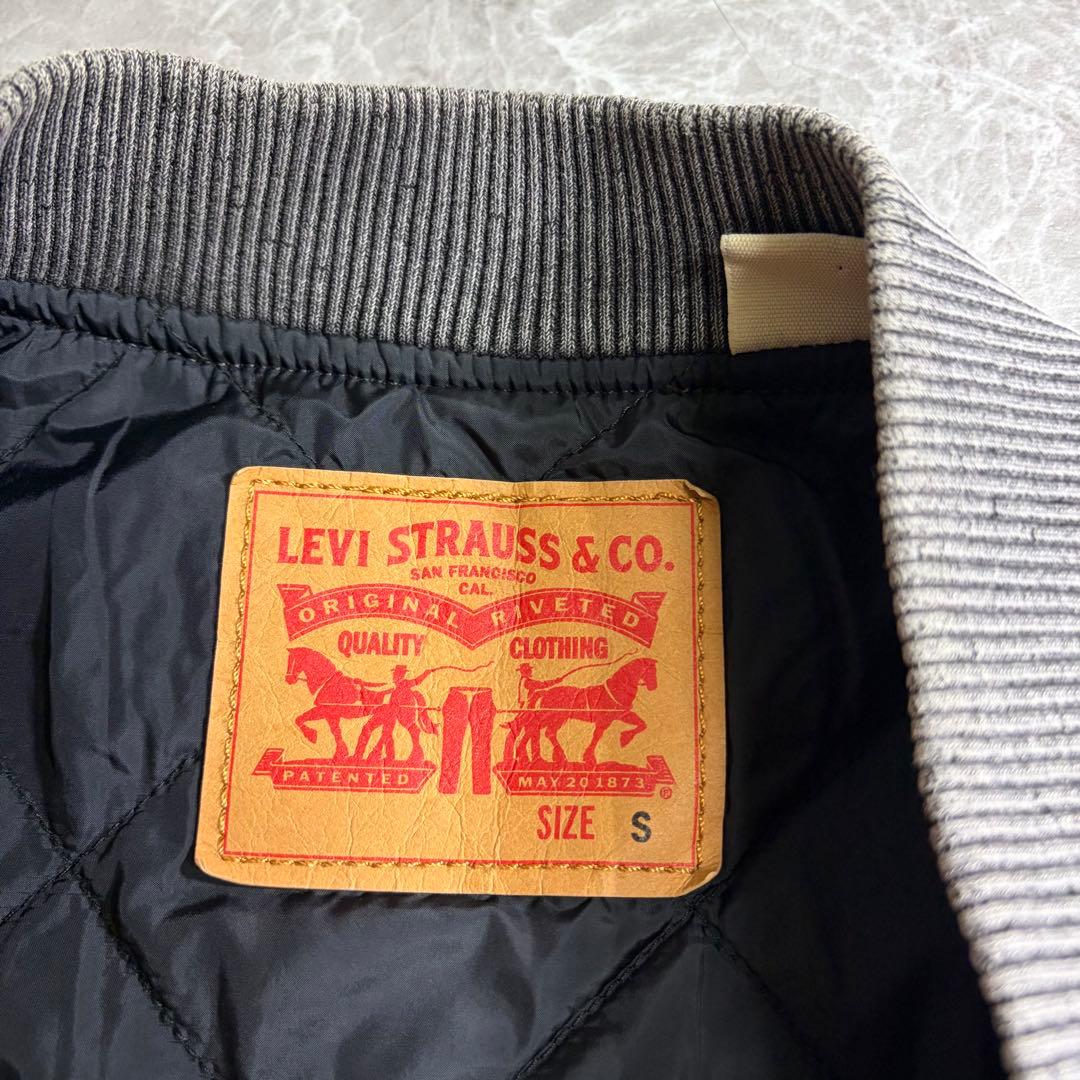 LEVI STRAUSS & CO.
SAN FRANCISCO
CAL.
ORIGINAL RIVETED
QUALITY CLOTHING
PATENTED MAY 20 1873 ®
SIZE S